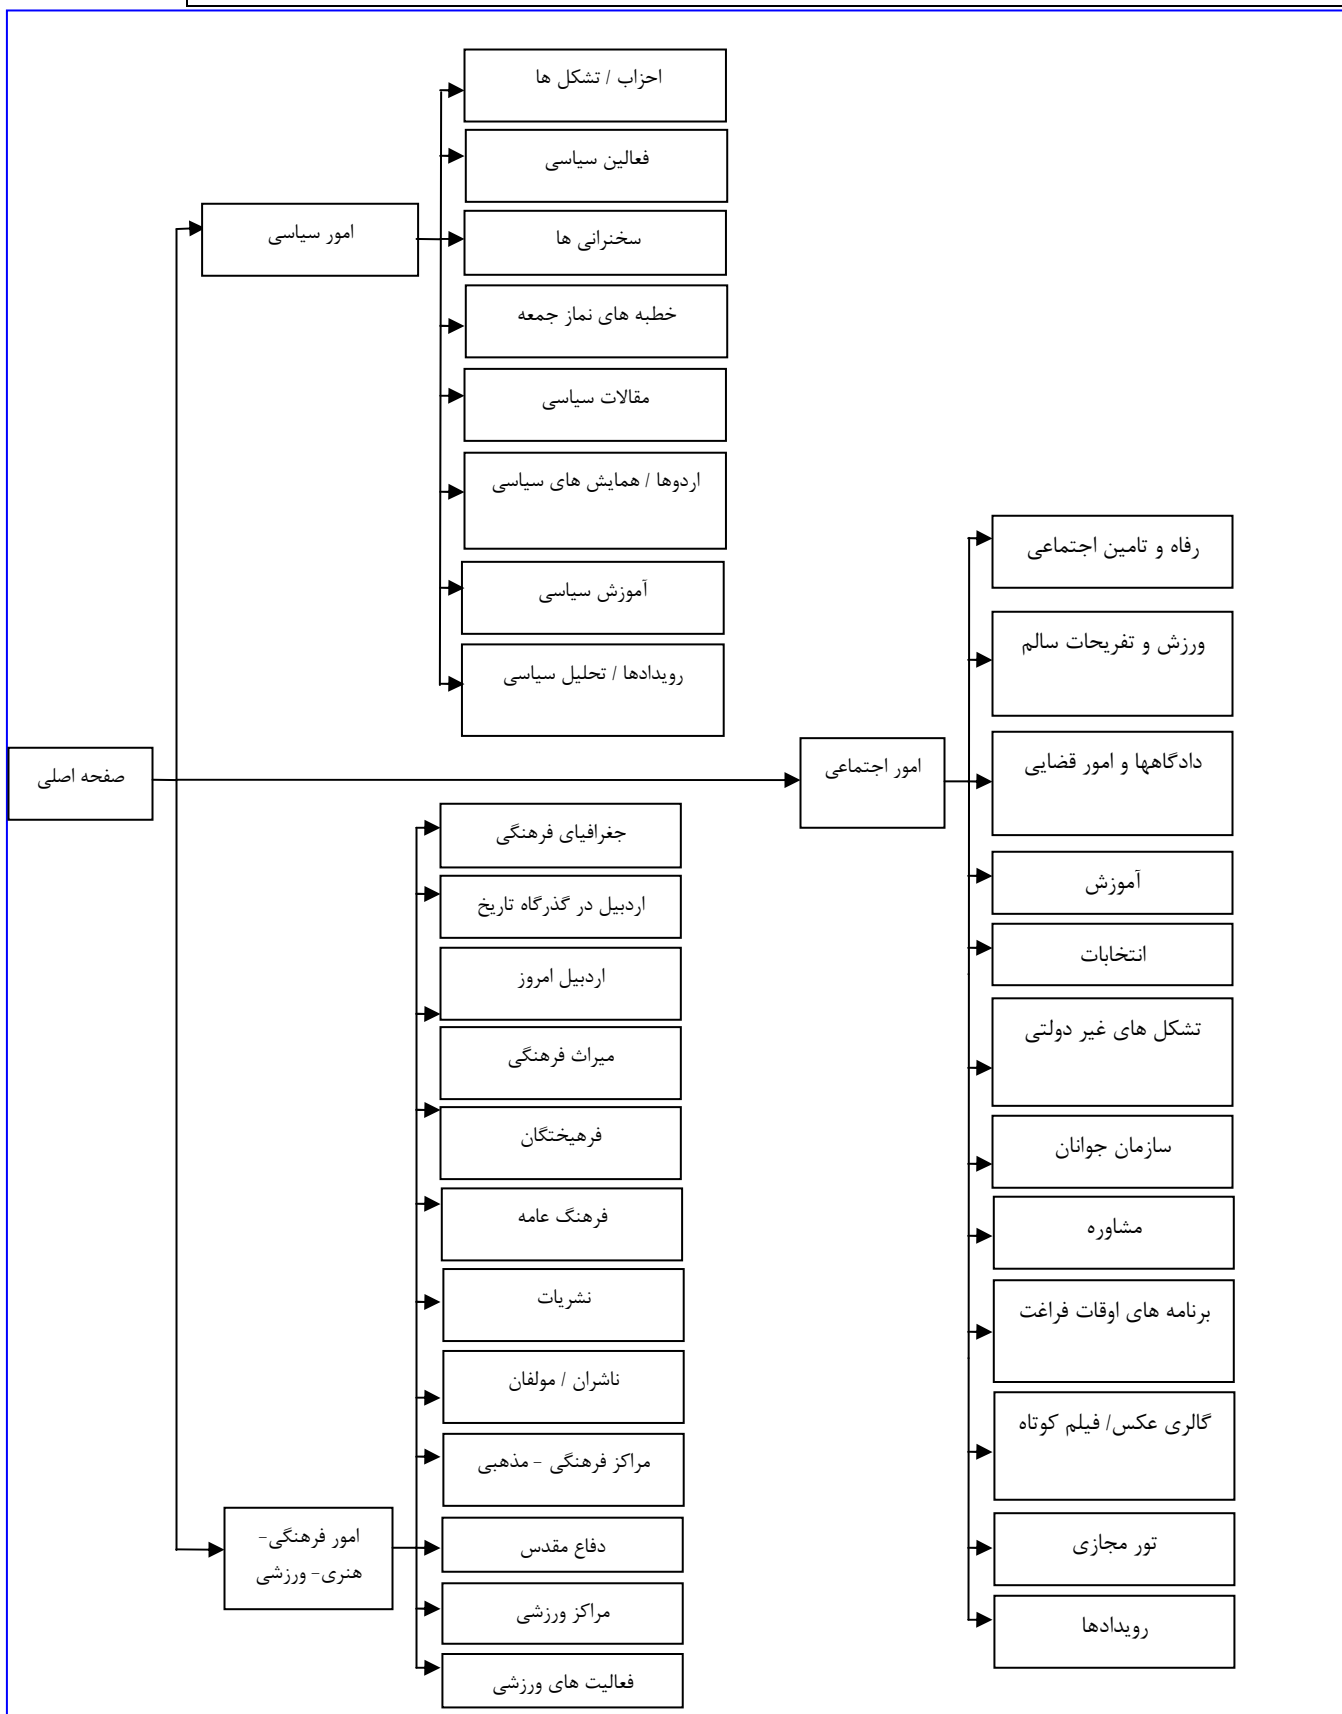 صفحه اصلی
امور سیاسی
احزاب / تشکل ها
فعالین سیاسی
سخنرانی ها
خطبه های نماز جمعه
مقالات سیاسی
اردوها / همایش های سیاسی
آموزش سیاسی
رویدادها / تحلیل سیاسی
امور اجتماعی
رفاه و تامین اجتماعی
ورزش و تفریحات سالم
دادگاهها و امور قضایی
آموزش
انتخابات
تشکل های غیر دولتی
سازمان جوانان
مشاوره
برنامه های اوقات فراغت
گالری عکس/ فیلم کوتاه
تور مجازی
رویدادها
امور فرهنگی-
هنری- ورزشی
جغرافیای فرهنگی
اردبیل در گذرگاه تاریخ
اردبیل امروز
میراث فرهنگی
فرهیختگان
فرهنگ عامه
نشریات
ناشران / مولفان
مراکز فرهنگی - مذهبی
دفاع مقدس
مراکز ورزشی
فعالیت های ورزشی